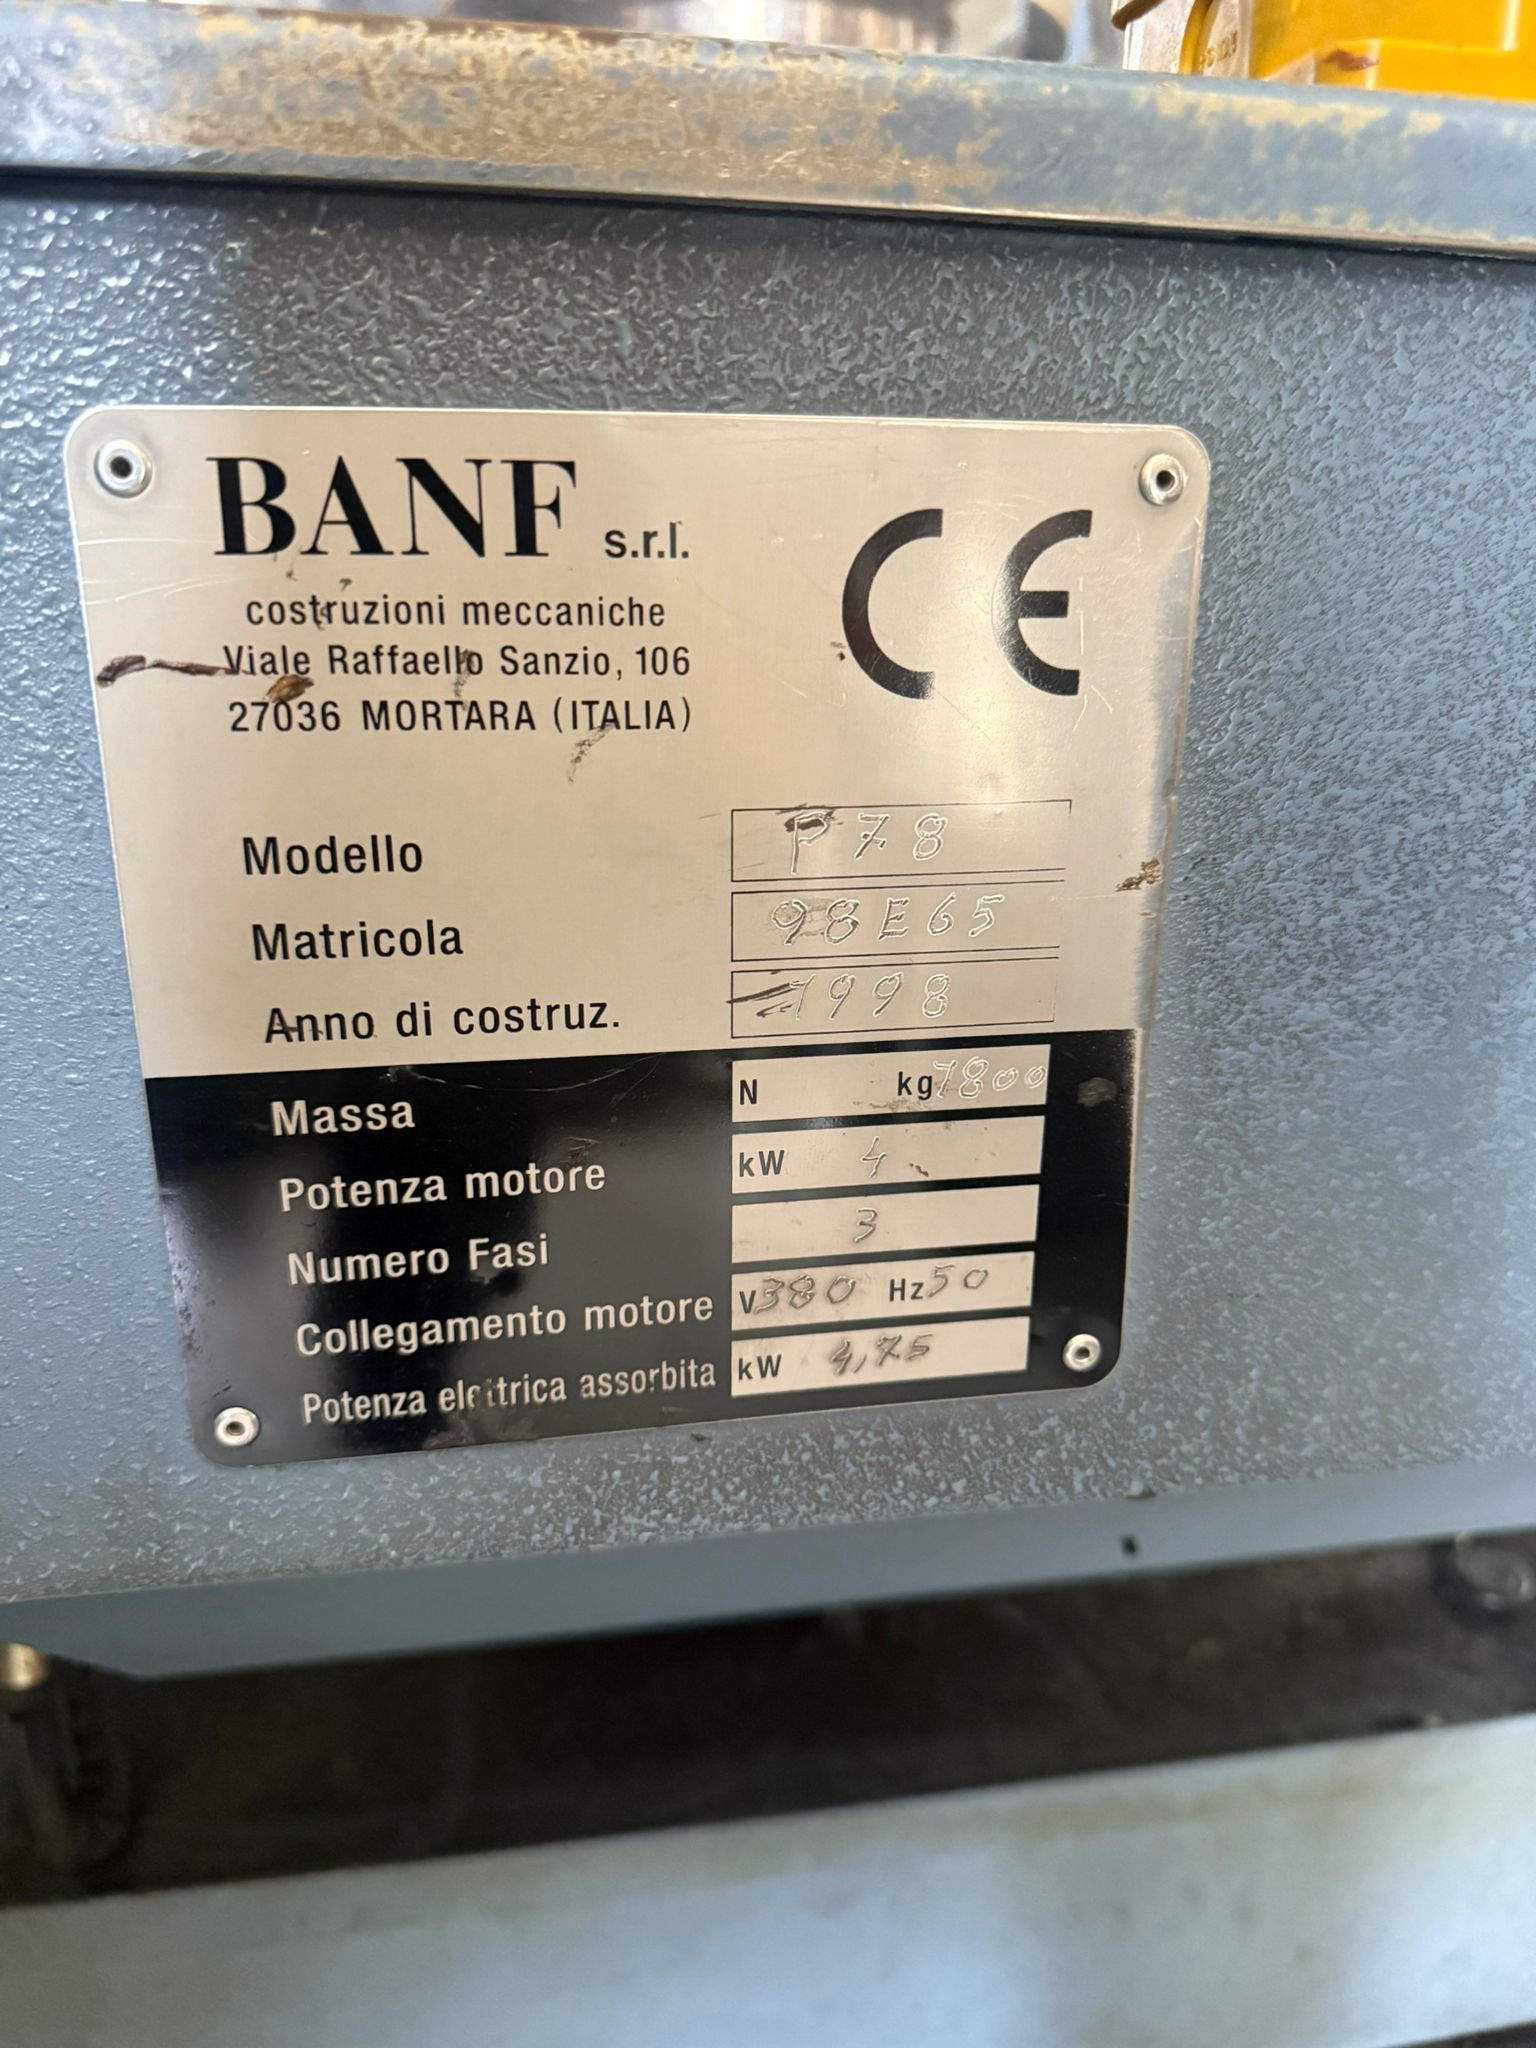 BANF s.r.l.
costruzioni meccaniche
Viale Raffaello Sanzio, 106
27036 MORTARA (ITALIA)
CE
Modello P78
Matricola 98E65
Anno di costruz. 1998
Massa N kg 1800
Potenza motore kW 4
Numero Fasi 3
Collegamento motore V 380 Hz 50
Potenza elettrica assorbita kW 4,75